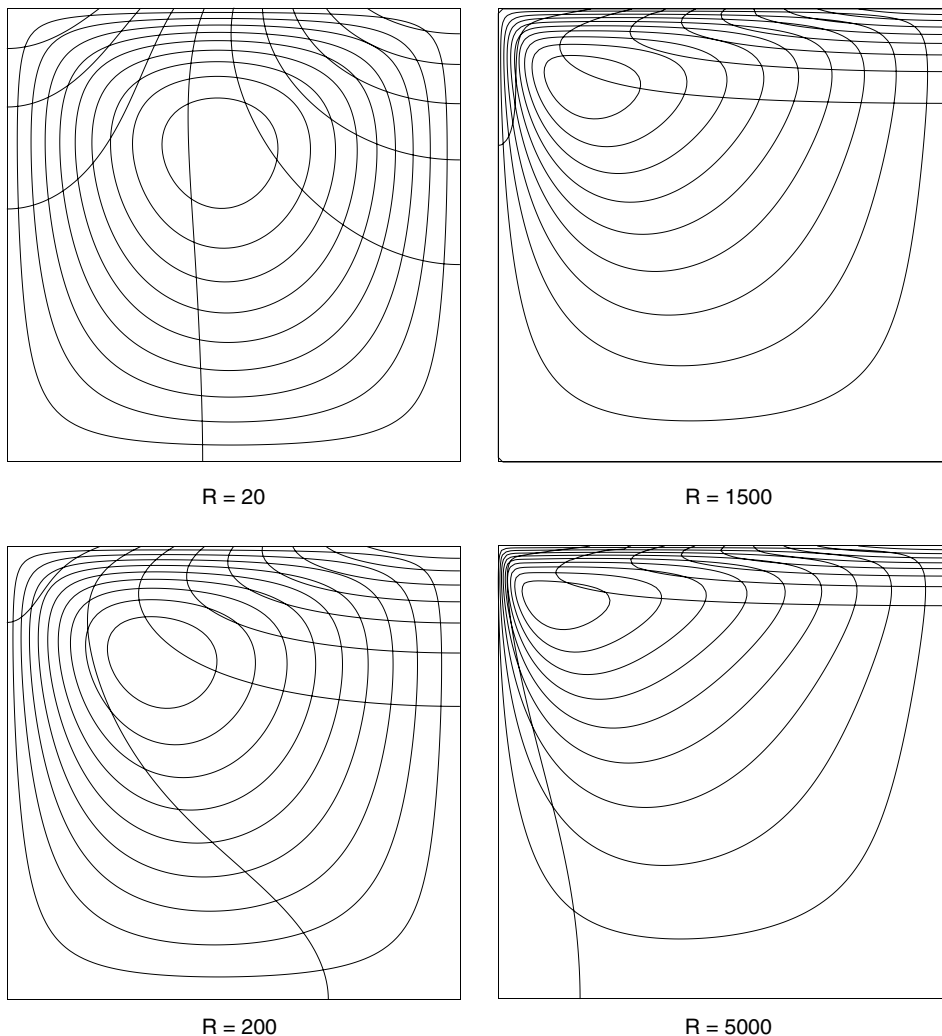 R = 20
R = 1500
R = 200
R = 5000